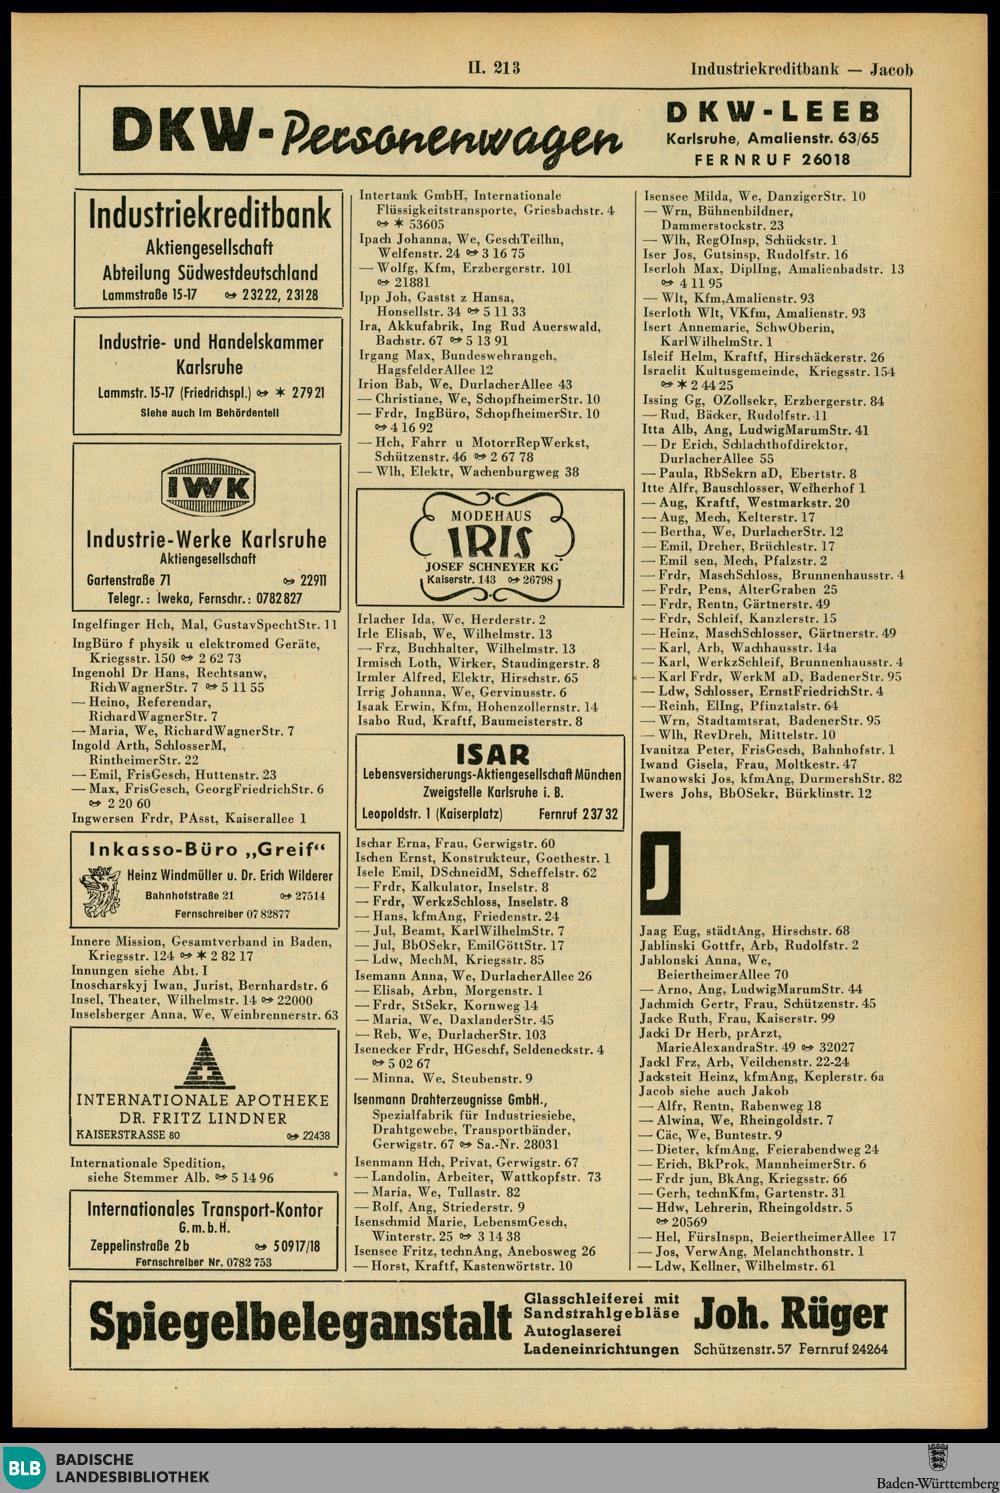 II. 213
Industriekreditbank — Jacob
DKW-Personenwagen
DKW-LEEB
Karlsruhe, Amalienstr. 63/65
FERNRUF 26018
Industriekreditbank
Aktiengesellschaft
Abteilung Südwestdeutschland
Lammstraße 15-17 ☎ 23222, 23128
Industrie- und Handelskammer
Karlsruhe
Lammstr. 15-17 (Friedrichspl.) ☎ * 27921
Siehe auch im Behördenteil
IWK
Industrie-Werke Karlsruhe
Aktiengesellschaft
Gartenstraße 71 ☎ 22911
Telegr.: Iweka, Fernschr.: 0782827
Ingelfinger Hch, Mal, GustavSpechtStr. 11
IngBüro f physik u elektromed Geräte,
Kriegsstr. 150 ☎ 2 62 73
Ingenohl Dr Hans, Rechtsanw,
RichWagnerStr. 7 ☎ 5 11 55
— Heino, Referendar,
RichardWagnerStr. 7
— Maria, We, RichardWagnerStr. 7
Ingold Arth, SchlosserM,
RintheimerStr. 22
— Emil, FrisGesch, Huttenstr. 23
— Max, FrisGesch, GeorgFriedrichStr. 6
☎ 2 20 60
Ingwersen Frdr, PAsst, Kaiserallee 1
Inkasso-Büro „Greif“
Heinz Windmüller u. Dr. Erich Wilderer
Bahnhofstraße 21 ☎ 27514
Fernschreiber 07 82877
Innere Mission, Gesamtverband in Baden,
Kriegsstr. 124 ☎ * 2 82 17
Innungen siehe Abt. I
Inoscharskyj Iwan, Jurist, Bernhardstr. 6
Insel, Theater, Wilhelmstr. 14 ☎ 22000
Inselsberger Anna, We, Weinbrennerstr. 63
A
INTERNATIONALE APOTHEKE
DR. FRITZ LINDNER
KAISERSTRASSE 80 ☎ 22438
Internationale Spedition,
siehe Stemmer Alb. ☎ 5 14 96 *
Internationales Transport-Kontor
G.m.b.H.
Zeppelinstraße 2b ☎ 50917/18
Fernschreiber Nr. 0782 753
Intertank GmbH, Internationale
Flüssigkeitstransporte, Griesbachstr. 4
☎ * 53605
Ipach Johanna, We, GeschTeilhn,
Welfenstr. 24 ☎ 3 16 75
— Wolfg, Kfm, Erzbergerstr. 101
☎ 21881
Ipp Joh, Gastst z Hansa,
Honsellstr. 34 ☎ 5 11 33
Ira, Akkufabrik, Ing Rud Auerswald,
Bachstr. 67 ☎ 5 13 91
Irgang Max, Bundeswehrangeh,
HagsfelderAllee 12
Irion Bab, We, DurlacherAllee 43
— Christiane, We, SchopfheimerStr. 10
— Frdr, IngBüro, SchopfheimerStr. 10
☎ 4 16 92
— Hch, Fahrr u MotorrRepWerkst,
Schützenstr. 46 ☎ 2 67 78
— Wlh, Elektr, Wachenburgweg 38
MODEHAUS
IRIS
JOSEF SCHNEYER KG
Kaiserstr. 143 ☎ 26798
Irlacher Ida, We, Herderstr. 2
Irle Elisab, We, Wilhelmstr. 13
— Frz, Buchhalter, Wilhelmstr. 13
Irmisch Loth, Wirker, Staudingerstr. 8
Irmler Alfred, Elektr, Hirschstr. 65
Irrig Johanna, We, Gervinusstr. 6
Isaak Erwin, Kfm, Hohenzollernstr. 14
Isabo Rud, Kraftf, Baumeisterstr. 8
ISAR
Lebensversicherungs-Aktiengesellschaft München
Zweigstelle Karlsruhe i. B.
Leopoldstr. 1 (Kaiserplatz) Fernruf 23732
Ischar Erna, Frau, Gerwigstr. 60
Ischen Ernst, Konstrukteur, Goethestr. 1
Isele Emil, DSchneidM, Scheffelstr. 62
— Frdr, Kalkulator, Inselstr. 8
— Frdr, WerkzSchloss, Inselstr. 8
— Hans, kfmAng, Friedenstr. 24
— Jul, Beamt, KarlWilhelmStr. 7
— Jul, BbOSekr, EmilGöttStr. 17
— Ldw, MechM, Kriegsstr. 85
Isemann Anna, We, DurlacherAllee 26
— Elisab, Arbn, Morgenstr. 1
— Frdr, StSekr, Kornweg 14
— Maria, We, DaxlanderStr. 45
— Reb, We, DurlacherStr. 103
Isenecker Frdr, HGeschf, Seldeneckstr. 4
☎ 5 02 67
— Minna, We, Steubenstr. 9
Isenmann Drahterzeugnisse GmbH.,
Spezialfabrik für Industriesiebe,
Drahtgewebe, Transportbänder,
Gerwigstr. 67 ☎ Sa.-Nr. 28031
Isenmann Hch, Privat, Gerwigstr. 67
— Landolin, Arbeiter, Wattkopfstr. 73
— Maria, We, Tullastr. 82
— Rolf, Ang, Striederstr. 9
Isenschmid Marie, LebensmGesch,
Winterstr. 25 ☎ 3 14 38
Isensee Fritz, technAng, Anebosweg 26
— Horst, Kraftf, Kastenwörtstr. 10
Isensee Milda, We, DanzigerStr. 10
— Wrn, Bühnenbildner,
Dammerstockstr. 23
— Wlh, RegOInsp, Schückstr. 1
Iser Jos, Gutsinsp, Rudolfstr. 16
Iserloh Max, DiplIng, Amalienbadstr. 13
☎ 4 11 95
— Wlt, Kfm,Amalienstr. 93
Iserloth Wlt, VKfm, Amalienstr. 93
Isert Annemarie, SchwOberin,
KarlWilhelmStr. 1
Isleif Helm, Kraftf, Hirschäckerstr. 26
Israelit Kultusgemeinde, Kriegsstr. 154
☎ * 2 44 25
Issing Gg, OZollsekr, Erzbergerstr. 84
— Rud, Bäcker, Rudolfstr. 11
Itta Alb, Ang, LudwigMarumStr. 41
— Dr Erich, Schlachthofdirektor,
DurlacherAllee 55
— Paula, RbSekrn aD, Ebertstr. 8
Itte Alfr, Bauschlosser, Weiherhof 1
— Aug, Kraftf, Westmarkstr. 20
— Aug, Mech, Kelterstr. 17
— Bertha, We, DurlacherStr. 12
— Emil, Dreher, Brüchlestr. 17
— Emil sen, Mech, Pfalzstr. 2
— Frdr, MaschSchloss, Brunnenhausstr. 4
— Frdr, Pens, AlterGraben 25
— Frdr, Rentn, Gärtnerstr. 49
— Frdr, Schleif, Kanzlerstr. 15
— Heinz, MaschSchlosser, Gärtnerstr. 49
— Karl, Arb, Wachhausstr. 14a
— Karl, WerkzSchleif, Brunnenhausstr. 4
— Karl Frdr, WerkM aD, BadenerStr. 95
— Ldw, Schlosser, ErnstFriedrichStr. 4
— Reinh, ElIng, Pfinztalstr. 64
— Wrn, Stadtamtsrat, BadenerStr. 95
— Wlh, RevDreh, Mittelstr. 10
Ivanitza Peter, FrisGesch, Bahnhofstr. 1
Iwand Gisela, Frau, Moltkestr. 47
Iwanowski Jos, kfmAng, DurmershStr. 82
Iwers Johs, BbOSekr, Bürklinstr. 12
J
Jaag Eug, städtAng, Hirschstr. 68
Jablinski Gottfr, Arb, Rudolfstr. 2
Jablonski Anna, We,
BeiertheimerAllee 70
— Arno, Ang, LudwigMarumStr. 44
Jachmich Gertr, Frau, Schützenstr. 45
Jacke Ruth, Frau, Kaiserstr. 99
Jacki Dr Herb, prArzt,
MarieAlexandraStr. 49 ☎ 32027
Jackl Frz, Arb, Veilchenstr. 22-24
Jacksteit Heinz, kfmAng, Keplerstr. 6a
Jacob siehe auch Jakob
— Alfr, Rentn, Rabenweg 18
— Alwina, We, Rheingoldstr. 7
— Cäc, We, Buntestr. 9
— Dieter, kfmAng, Feierabendweg 24
— Erich, BkProk, MannheimerStr. 6
— Frdr jun, BkAng, Kriegsstr. 66
— Gerh, technKfm, Gartenstr. 31
— Hdw, Lehrerin, Rheingoldstr. 5
☎ 20569
— Hel, FürsInspn, BeiertheimerAllee 17
— Jos, VerwAng, Melanchthonstr. 1
— Ldw, Kellner, Wilhelmstr. 61
Spiegelbeleganstalt
Glasschleiferei mit
Sandstrahlgebläse
Autoglaserei
Ladeneinrichtungen
Joh. Rüger
Schützenstr. 57 Fernruf 24264
BLB
BADISCHE
LANDESBIBLIOTHEK
Baden-Württemberg